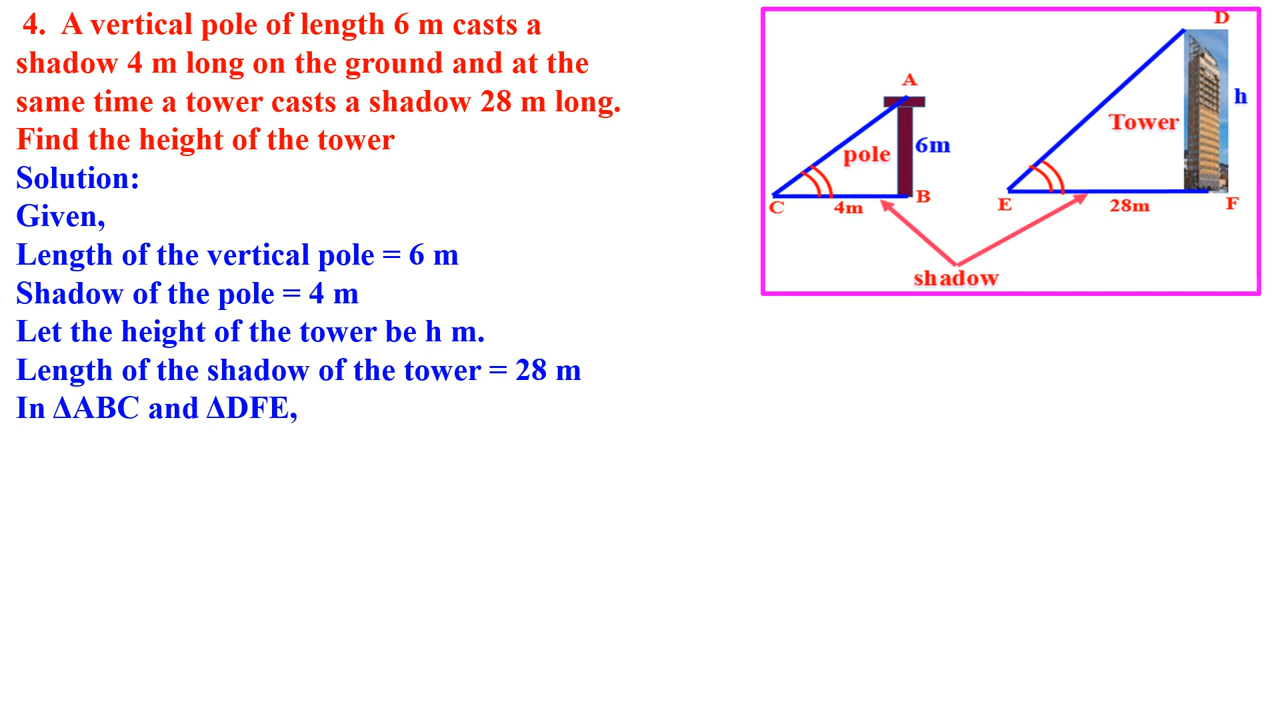 4. A vertical pole of length 6 m casts a
shadow 4 m long on the ground and at the
same time a tower casts a shadow 28 m long.
Find the height of the tower
Solution:
Given,
Length of the vertical pole = 6 m
Shadow of the pole = 4 m
Let the height of the tower be h m.
Length of the shadow of the tower = 28 m
In ΔABC and ΔDFE,
D
A
h
Tower
pole
6m
C
4m
B
E
28m
F
shadow